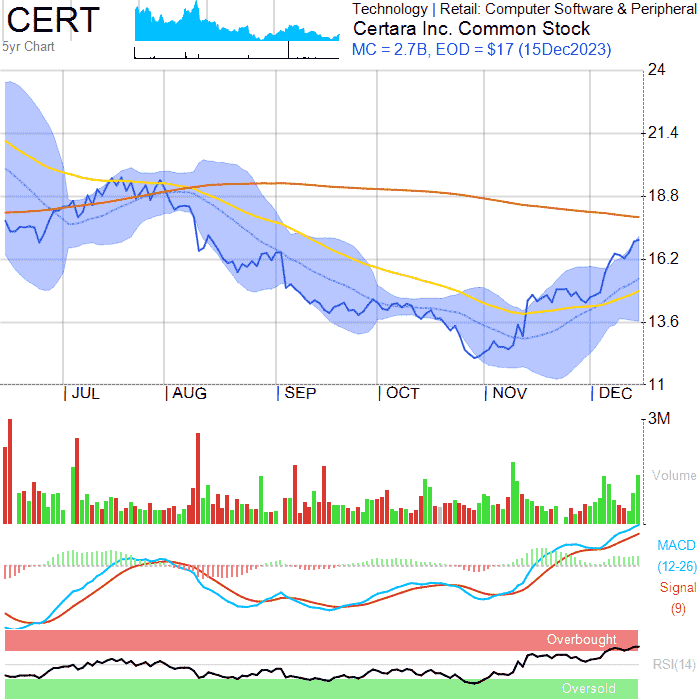 CERT
5yr Chart
Technology | Retail: Computer Software & Peripheral
Certara Inc. Common Stock
MC = 2.7B, EOD = $17 (15Dec2023)
24
21.4
18.8
16.2
13.6
11
JUL
AUG
SEP
OCT
NOV
DEC
3M
Volume
MACD
(12-26)
Signal
(9)
Overbought
RSI(14)
Oversold